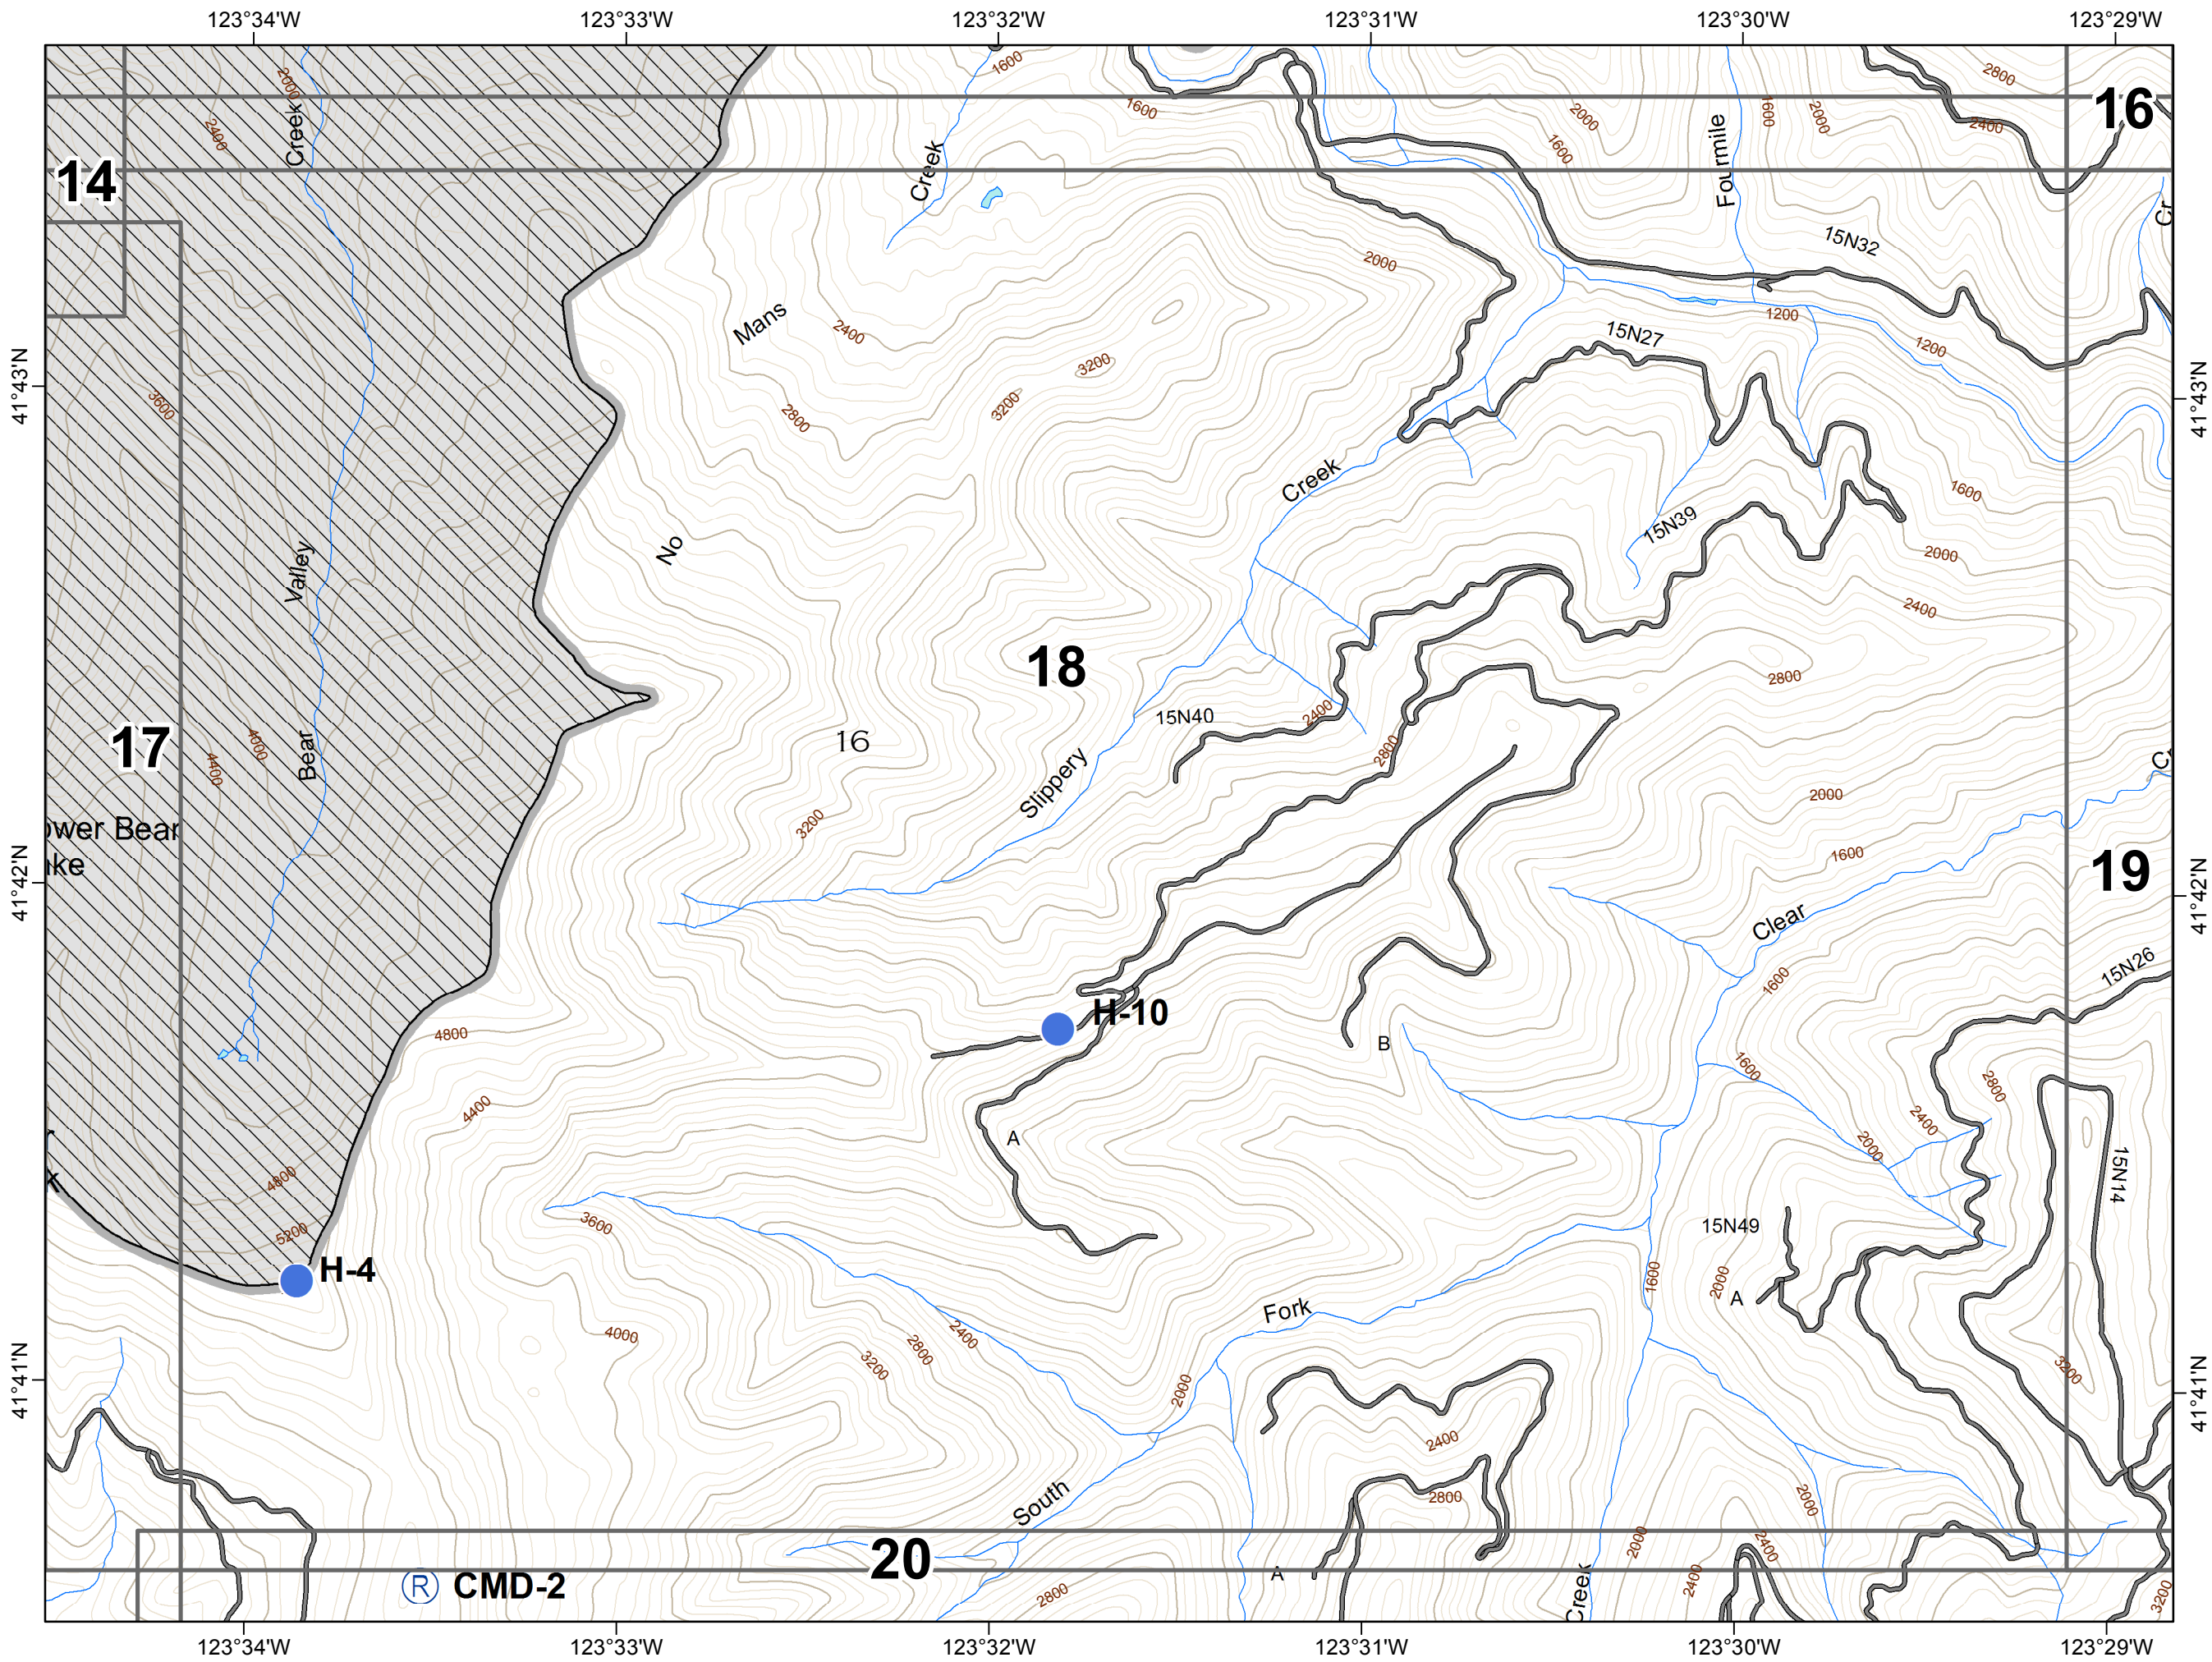 123°34'W 123°33'W 123°32'W 123°31'W 123°30'W 123°29'W
2000 1600 2800
1600 2000 1600 2000 2400 16
Creek 2400 1600 Fourmile
14 Creek Cr
15N32
2000
Mans 2400 1200
15N27 1200
41°43'N 3200 41°43'N
3600 2800 3200
Creek 1600
15N39
No 2000
Valley 2400
18 2800
15N40 2400
17 4400 4000 Bear 16 2800 Cr
Slippery 2000
ower Bear 3200
ke 1600
41°42'N 19 41°42'N
Clear
15N26
1600
H-10
4800 B
1600
4400 2800
2400
A 2000
15N14
k 4800
3600 15N49
5200
H-4 1600 2000 A
Fork
4000 2400
2800
3200 3200
41°41'N 2000 41°41'N
2400
2800
South 2000
20 2000 2400
CMD-2 A 2400
® 2800 Creek 3200
123°34'W 123°33'W 123°32'W 123°31'W 123°30'W 123°29'W